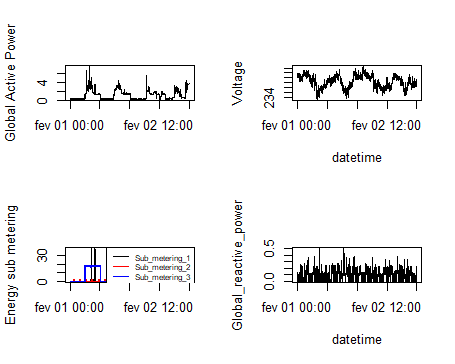 Global Active Power
4
0
fev 01 00:00
fev 02 12:00
Voltage
234
fev 01 00:00
fev 02 12:00
datetime
Energy sub metering
30
0
Sub_metering_1
Sub_metering_2
Sub_metering_3
fev 01 00:00
fev 02 12:00
Global_reactive_power
0.5
0.0
fev 01 00:00
fev 02 12:00
datetime